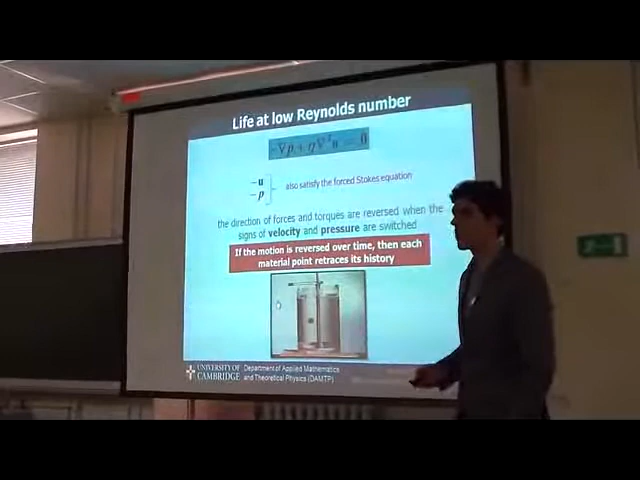 Life at low Reynolds number
-∇p + η∇²u = 0
-u
-p
also satisfy the forced Stokes equation
the direction of forces and torques are reversed when the
signs of velocity and pressure are switched
If the motion is reversed over time, then each
material point retraces its history
UNIVERSITY OF
CAMBRIDGE
Department of Applied Mathematics
and Theoretical Physics (DAMTP)